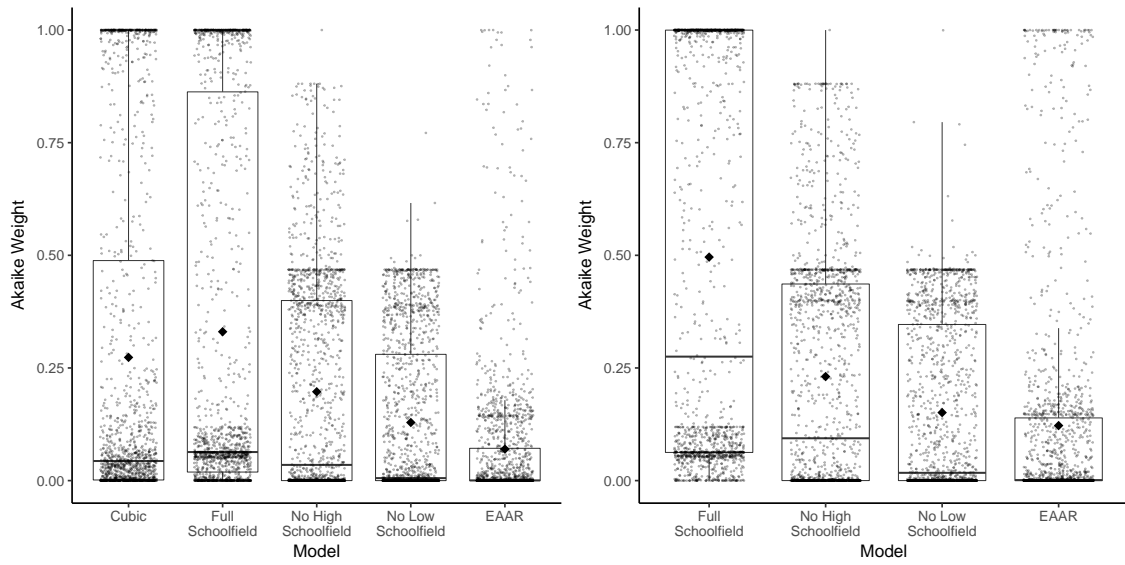 Akaike Weight
1.00
0.75
0.50
0.25
0.00
Cubic
Full
Schoolfield
No High
Schoolfield
No Low
Schoolfield
EAAR
Model
Akaike Weight
1.00
0.75
0.50
0.25
0.00
Full
Schoolfield
No High
Schoolfield
No Low
Schoolfield
EAAR
Model